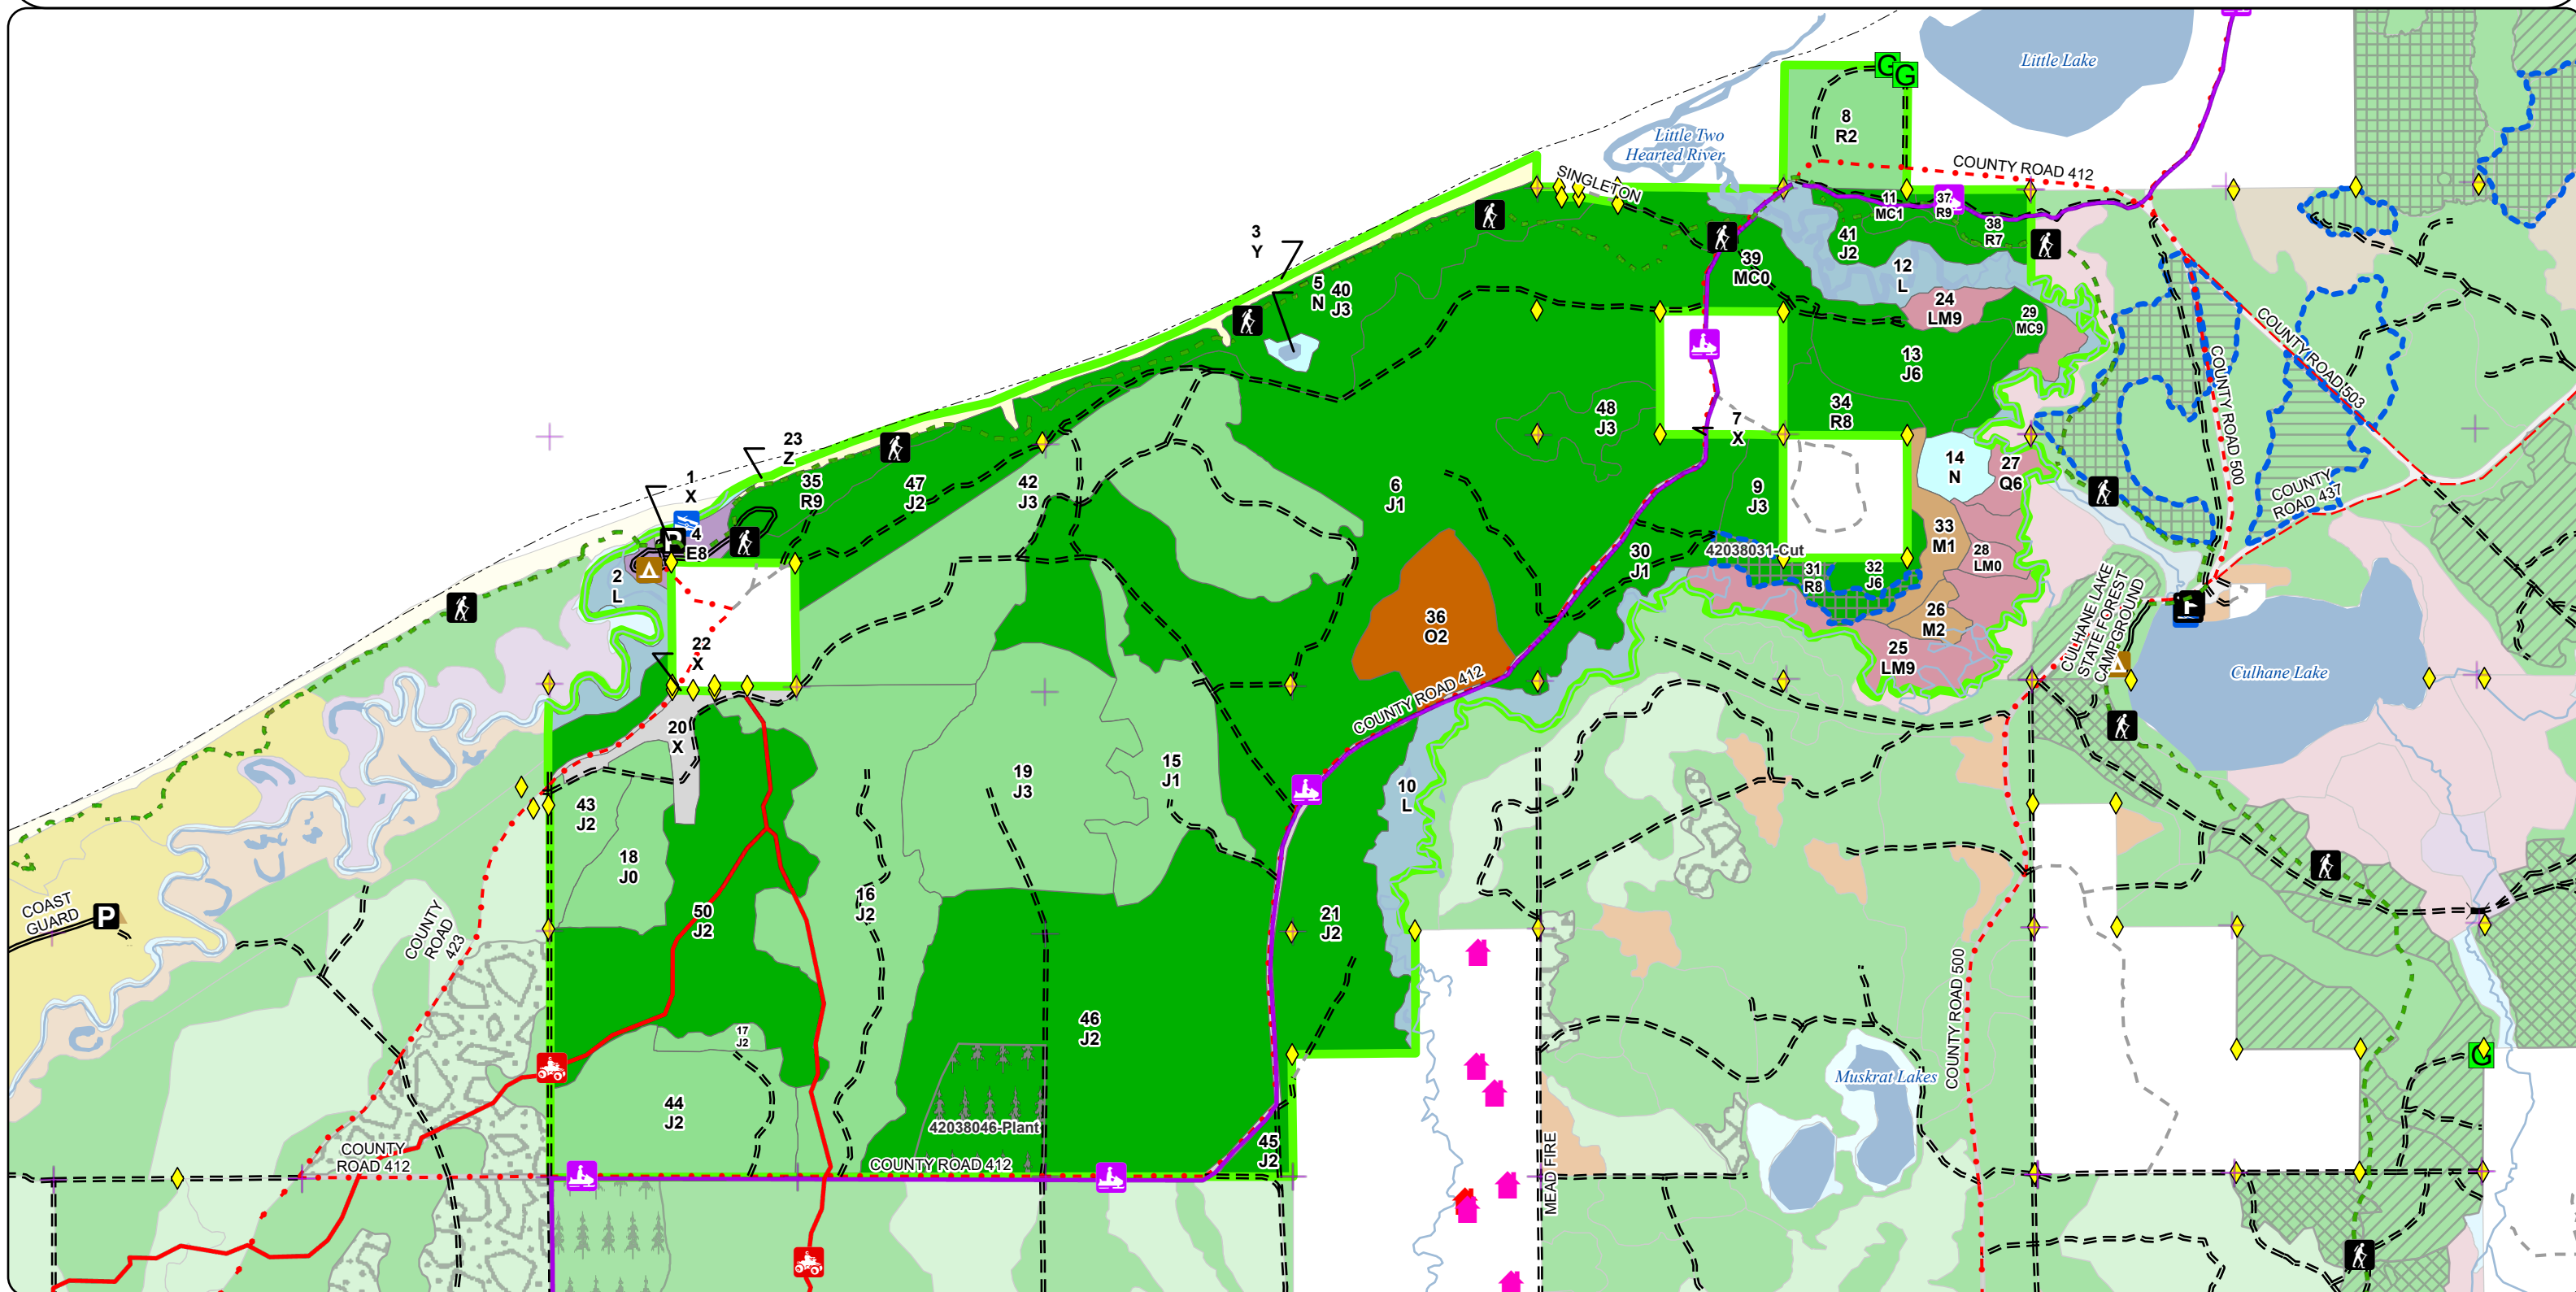 Little Lake
G
G
8
R2
Little Two
Hearted River
COUNTY ROAD 412
SINGLETON
11
MC1
37
R9
38
R7
41
J2
3
Y
39
MC0
12
L
5
N
40
J3
24
LM9
29
MC9
COUNTY ROAD 503
COUNTY ROAD 500
13
J6
48
J3
7
X
34
R8
23
Z
14
N
27
Q6
COUNTY
ROAD 437
1
X
35
R9
47
J2
42
J3
6
J1
9
J3
P
4
E8
33
M1
42038031-Cut
30
J1
28
LM0
31
R8
32
J6
2
L
26
M2
36
O2
22
X
25
LM9
CULHANE LAKE
STATE FOREST
CAMPGROUND
Culhane Lake
COUNTY ROAD 412
20
X
19
J3
15
J1
10
L
43
J2
18
J0
16
J2
50
J2
21
J2
COAST
GUARD
P
COUNTY
ROAD
423
COUNTY ROAD 500
46
J2
17
J2
G
Muskrat Lakes
44
J2
42038046-Plant
45
J2
COUNTY
ROAD 412
COUNTY ROAD 412
MEAD FIRE